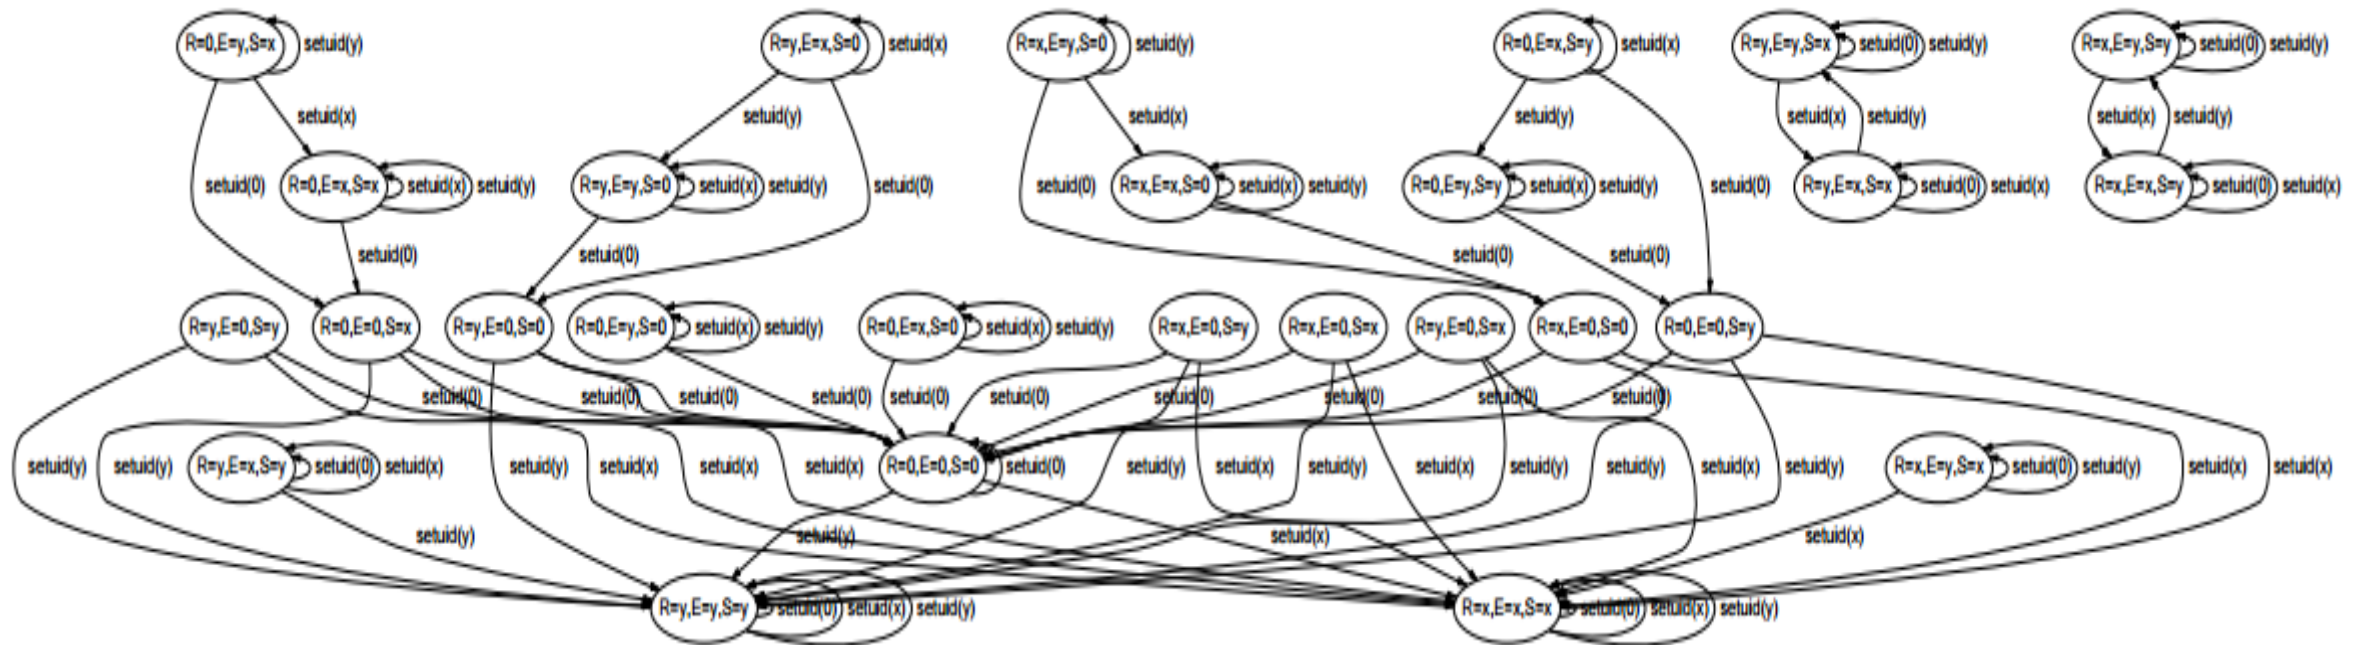 R=0,E=y,S=x setuid(y) R=y,E=x,S=0 setuid(x) R=x,E=y,S=0 setuid(y) R=0,E=x,S=y setuid(x) R=y,E=y,S=x setuid(0) setuid(y) R=x,E=y,S=y setuid(0) setuid(y)
setuid(x) setuid(y) setuid(x) setuid(y) setuid(x) setuid(y) setuid(x) setuid(y)
setuid(0) R=0,E=x,S=x setuid(x) setuid(y) R=y,E=y,S=0 setuid(x) setuid(y) setuid(0) setuid(0) R=x,E=x,S=0 setuid(x) setuid(y) R=0,E=y,S=y setuid(x) setuid(y) setuid(0) R=y,E=x,S=x setuid(0) setuid(x) R=x,E=x,S=y setuid(0) setuid(x)
setuid(0) setuid(0) setuid(0) setuid(0)
R=y,E=0,S=y R=0,E=0,S=x R=y,E=0,S=0 R=0,E=y,S=0 setuid(x) setuid(y) R=0,E=x,S=0 setuid(x) setuid(y) R=x,E=0,S=y R=x,E=0,S=x R=y,E=0,S=x R=x,E=0,S=0 R=0,E=0,S=y
setuid(0) setuid(0) setuid(0) setuid(0) setuid(0) setuid(0) setuid(0) setuid(0) setuid(0) setuid(0)
setuid(y) setuid(y) R=y,E=x,S=y setuid(0) setuid(x) setuid(y) setuid(x) setuid(x) setuid(x) R=0,E=0,S=0 setuid(0) setuid(y) setuid(x) setuid(y) setuid(x) setuid(y) setuid(y) setuid(x) setuid(y) R=x,E=y,S=x setuid(0) setuid(y) setuid(x) setuid(x)
setuid(y) setuid(y) setuid(x) setuid(x)
R=y,E=y,S=y setuid(0) setuid(x) setuid(y) R=x,E=x,S=x setuid(0) setuid(x) setuid(y)